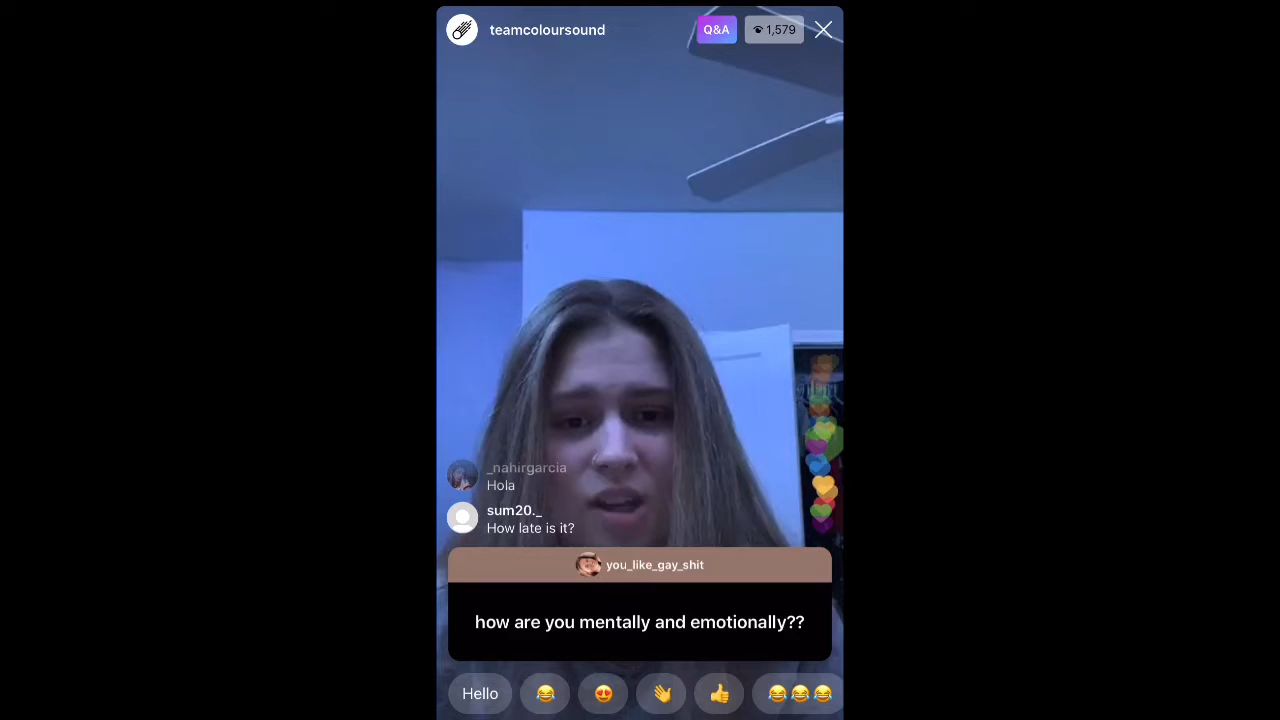 teamcoloursound
Q&A
1,579
_nahirgarcia
Hola
sum20._
How late is it?
you_like_gay_shit
how are you mentally and emotionally??
Hello